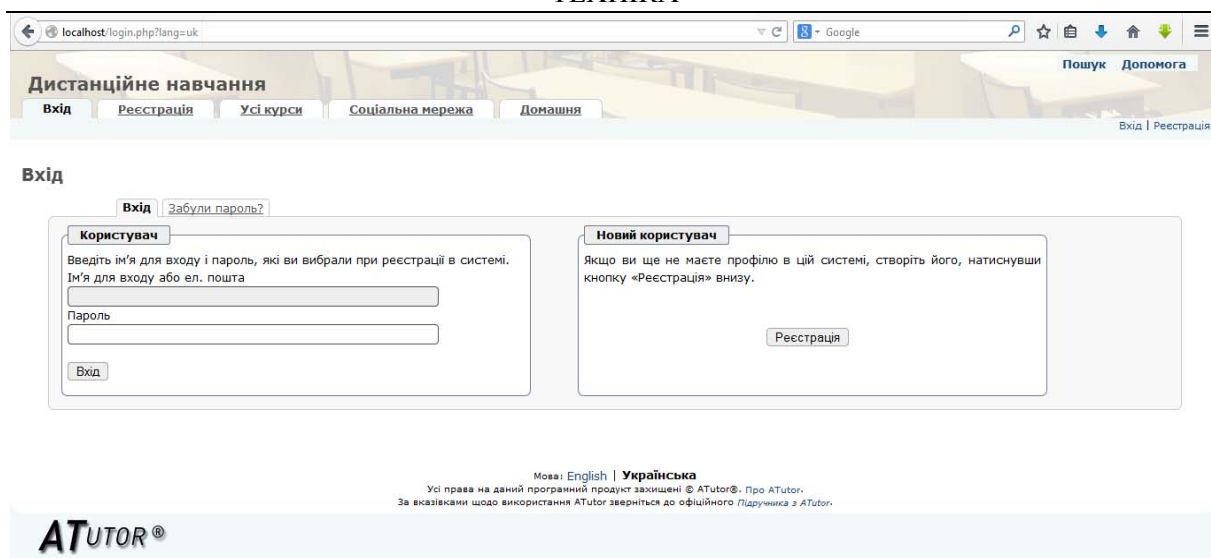 ТЕХНІКА
localhost/login.php?lang=uk
Google
Пошук Допомога
Дистанційне навчання
Вхід Реєстрація Усі курси Соціальна мережа Домашня
Вхід | Реєстрація
Вхід
Вхід Забули пароль?
Користувач
Введіть ім'я для входу і пароль, які ви вибрали при реєстрації в системі.
Ім'я для входу або ел. пошта
Пароль
Вхід
Новий користувач
Якщо ви ще не маєте профілю в цій системі, створіть його, натиснувши
кнопку «Реєстрація» внизу.
Реєстрація
Мова: English | Українська
Усі права на даний програмний продукт захищені © ATutor®. Про ATutor.
За вказівками щодо використання ATutor зверніться до офіційного Підручника з ATutor.
ATUTOR ®